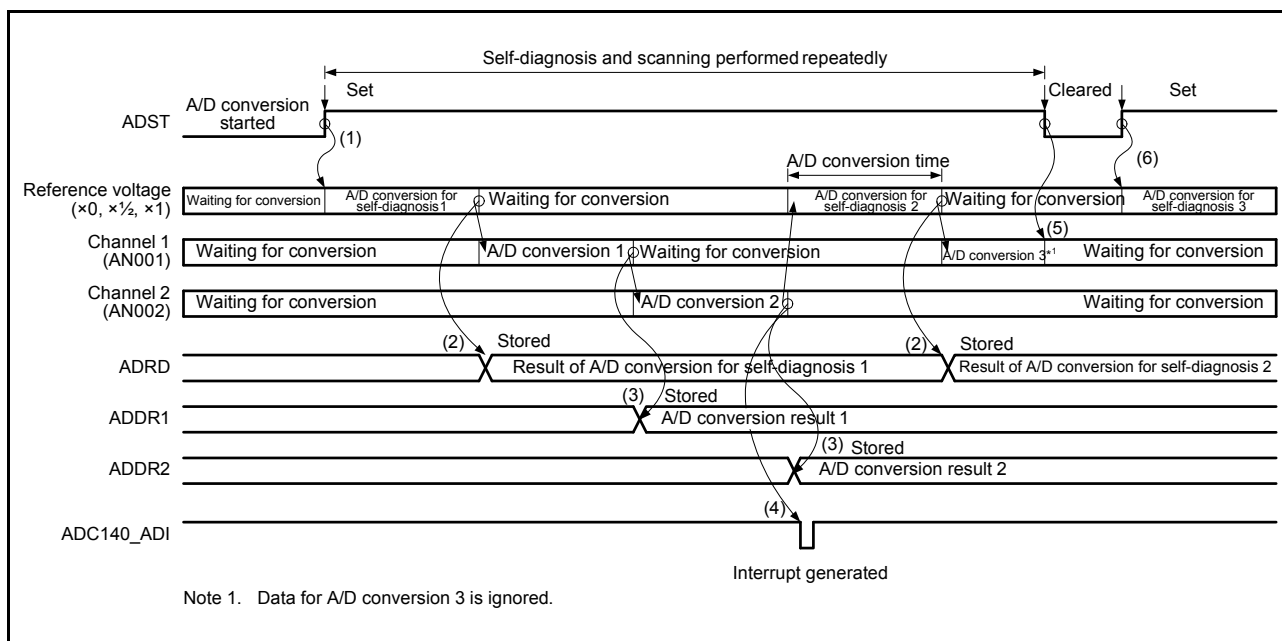 Self-diagnosis and scanning performed repeatedly
Set
Cleared
Set
A/D conversion
started
ADST
(1)
(6)
A/D conversion time
Reference voltage
(×0, ×½, ×1)
Waiting for conversion
A/D conversion for
self-diagnosis 1
Waiting for conversion
A/D conversion for
self-diagnosis 2
Waiting for conversion
A/D conversion for
self-diagnosis 3
(5)
Channel 1
(AN001)
Waiting for conversion
A/D conversion 1
Waiting for conversion
A/D conversion 3*1
Waiting for conversion
Channel 2
(AN002)
Waiting for conversion
A/D conversion 2
Waiting for conversion
(2)
Stored
(2)
Stored
ADRD
Result of A/D conversion for self-diagnosis 1
Result of A/D conversion for self-diagnosis 2
(3)
Stored
ADDR1
A/D conversion result 1
(3)
Stored
ADDR2
A/D conversion result 2
(4)
ADC140_ADI
Interrupt generated
Note 1. Data for A/D conversion 3 is ignored.